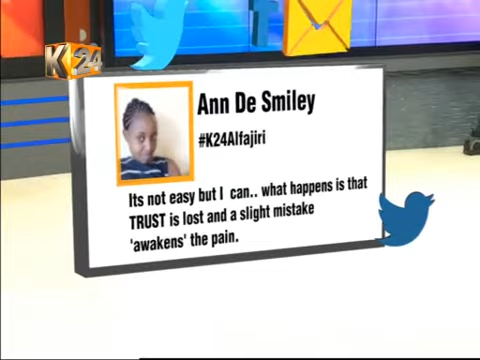 K24
Ann De Smiley
#K24Alfajiri
Its not easy but I can.. what happens is that
TRUST is lost and a slight mistake
'awakens' the pain.